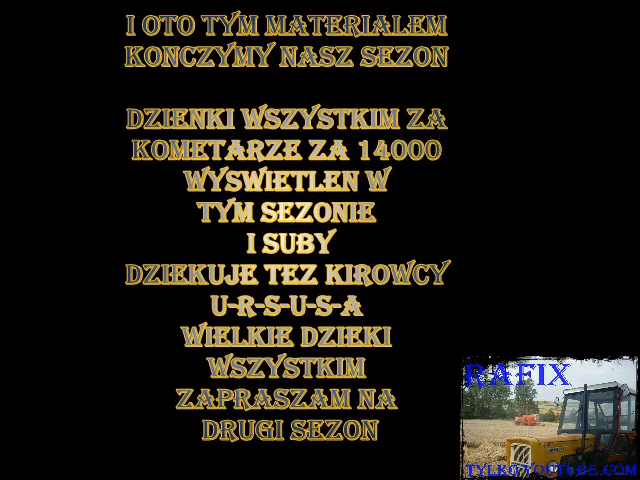 I OTO TYM MATERIALEM
KONCZYMY NASZ SEZON
DZIENKI WSZYSTKIM ZA
KOMETARZE ZA 14000
WYSWIETLEN W
TYM SEZONIE
I SUBY
DZIEKUJE TEZ KIROWCY
U-R-S-U-S-A
WIELKIE DZIEKI
WSZYSTKIM
ZAPRASZAM NA
DRUGI SEZON
RAFIX